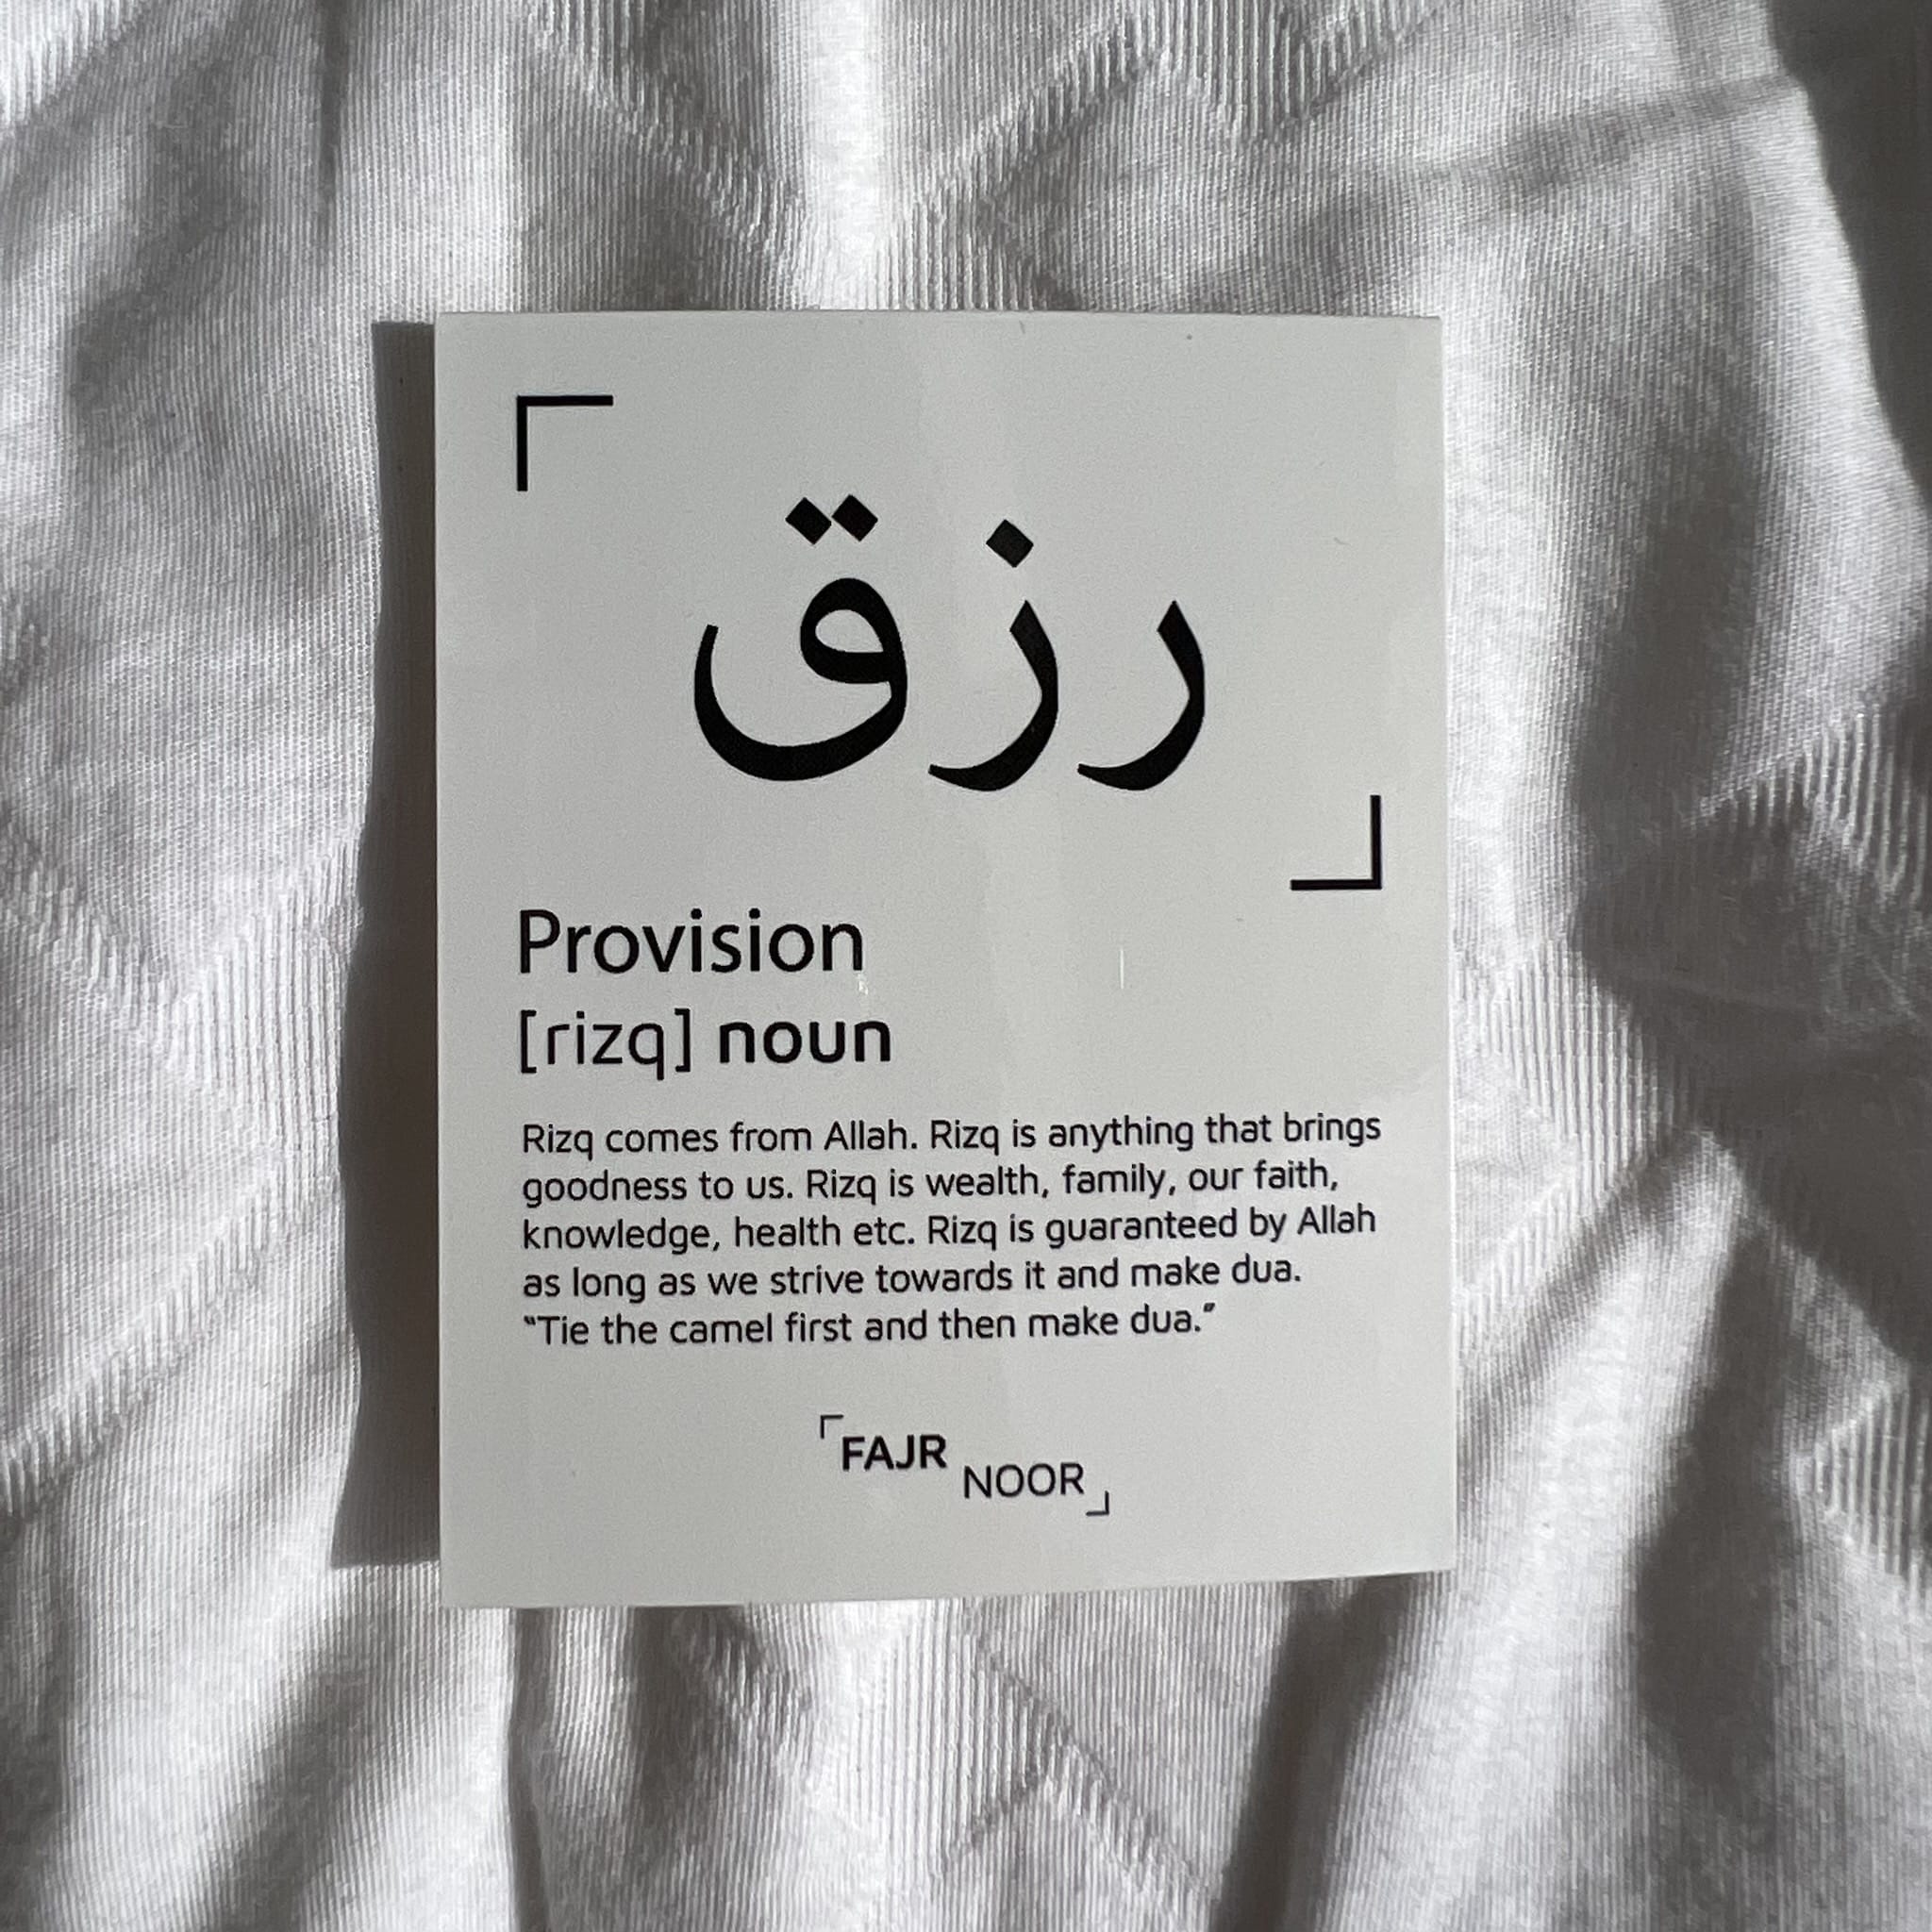 رزق
Provision
[rizq] noun
Rizq comes from Allah. Rizq is anything that brings
goodness to us. Rizq is wealth, family, our faith,
knowledge, health etc. Rizq is guaranteed by Allah
as long as we strive towards it and make dua.
“Tie the camel first and then make dua.”
FAJR
NOOR